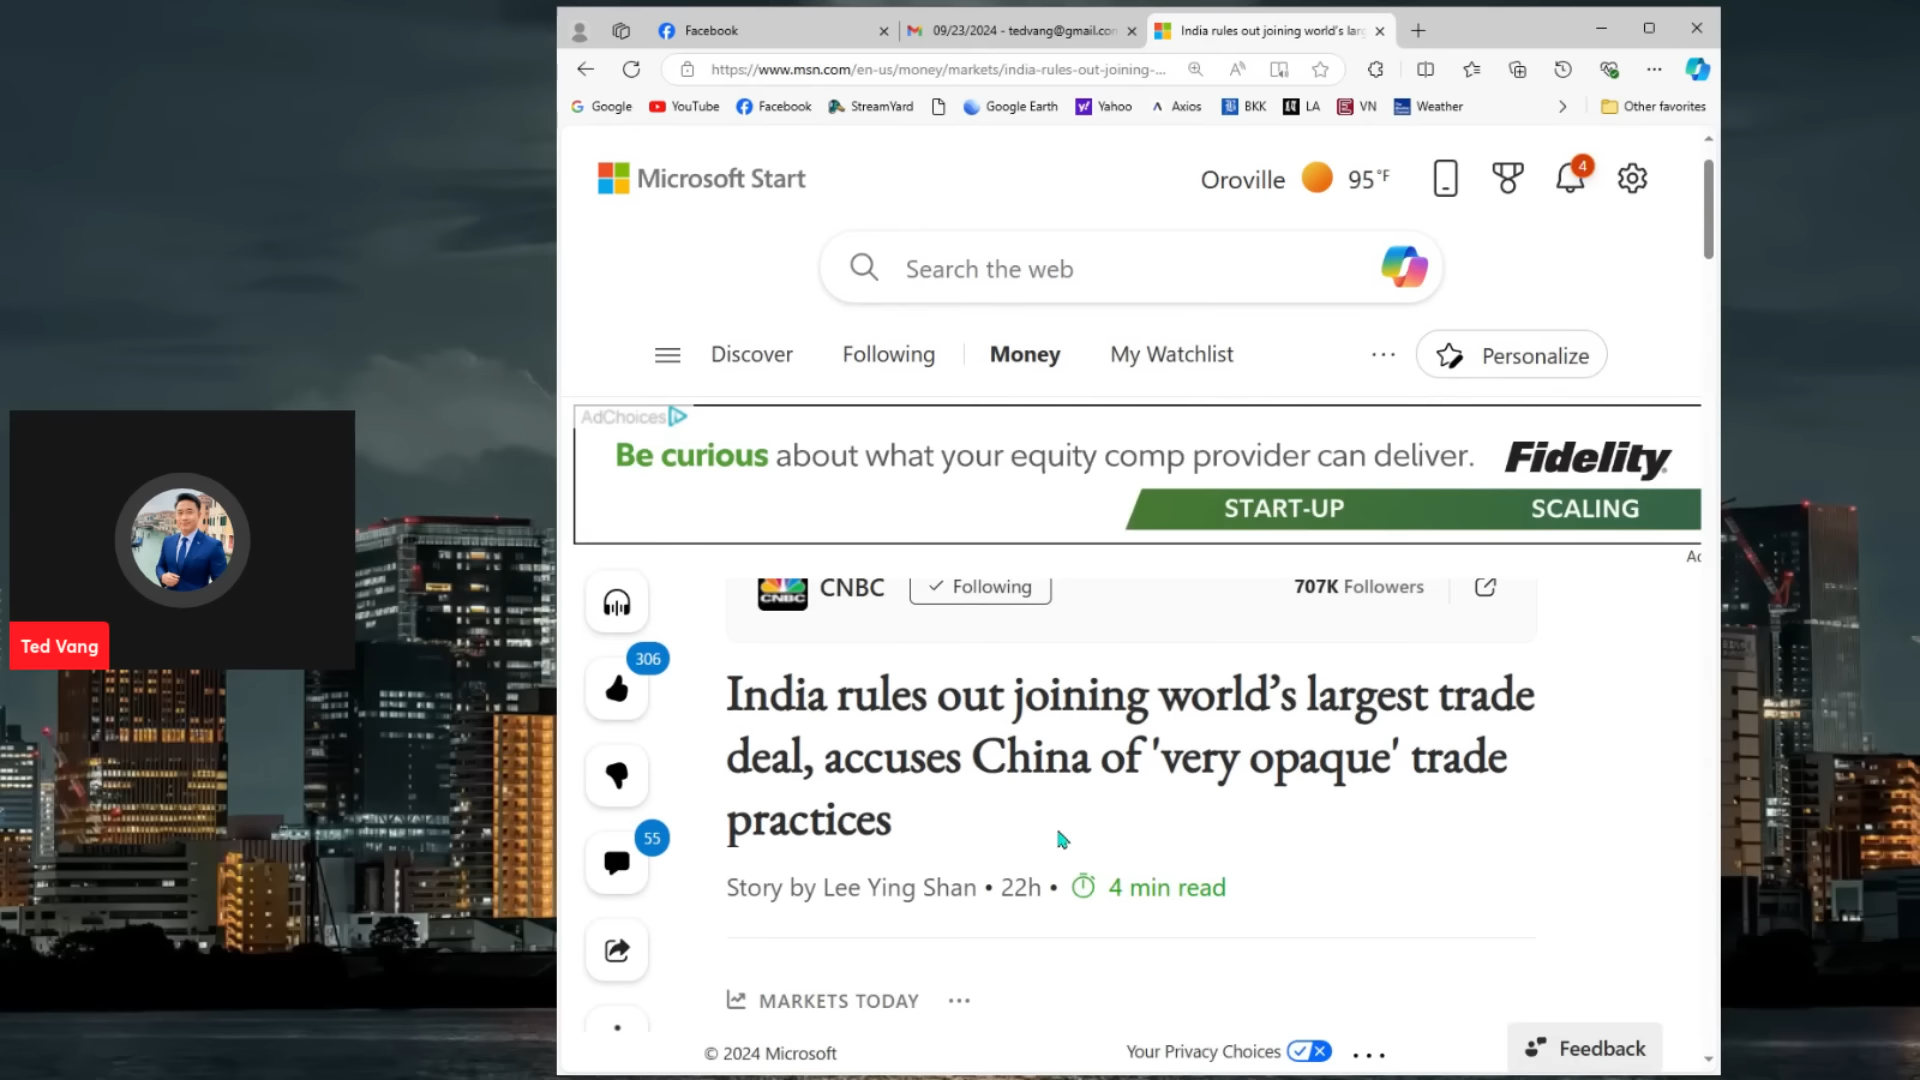 Facebook
09/23/2024 - tedvang@gmail.con
India rules out joining world's larg
https://www.msn.com/en-us/money/markets/india-rules-out-joining-...
Google
YouTube
Facebook
StreamYard
Google Earth
Yahoo
Axios
BKK
LA
VN
Weather
Other favorites
Microsoft Start
Oroville
95°F
4
Search the web
Discover
Following
Money
My Watchlist
Personalize
AdChoices
Be curious about what your equity comp provider can deliver.
Fidelity
START-UP
SCALING
CNBC
CNBC
Following
707K Followers
306
India rules out joining world's largest trade
deal, accuses China of 'very opaque' trade
practices
55
Story by Lee Ying Shan • 22h • 4 min read
MARKETS TODAY
© 2024 Microsoft
Your Privacy Choices
Feedback
Ted Vang